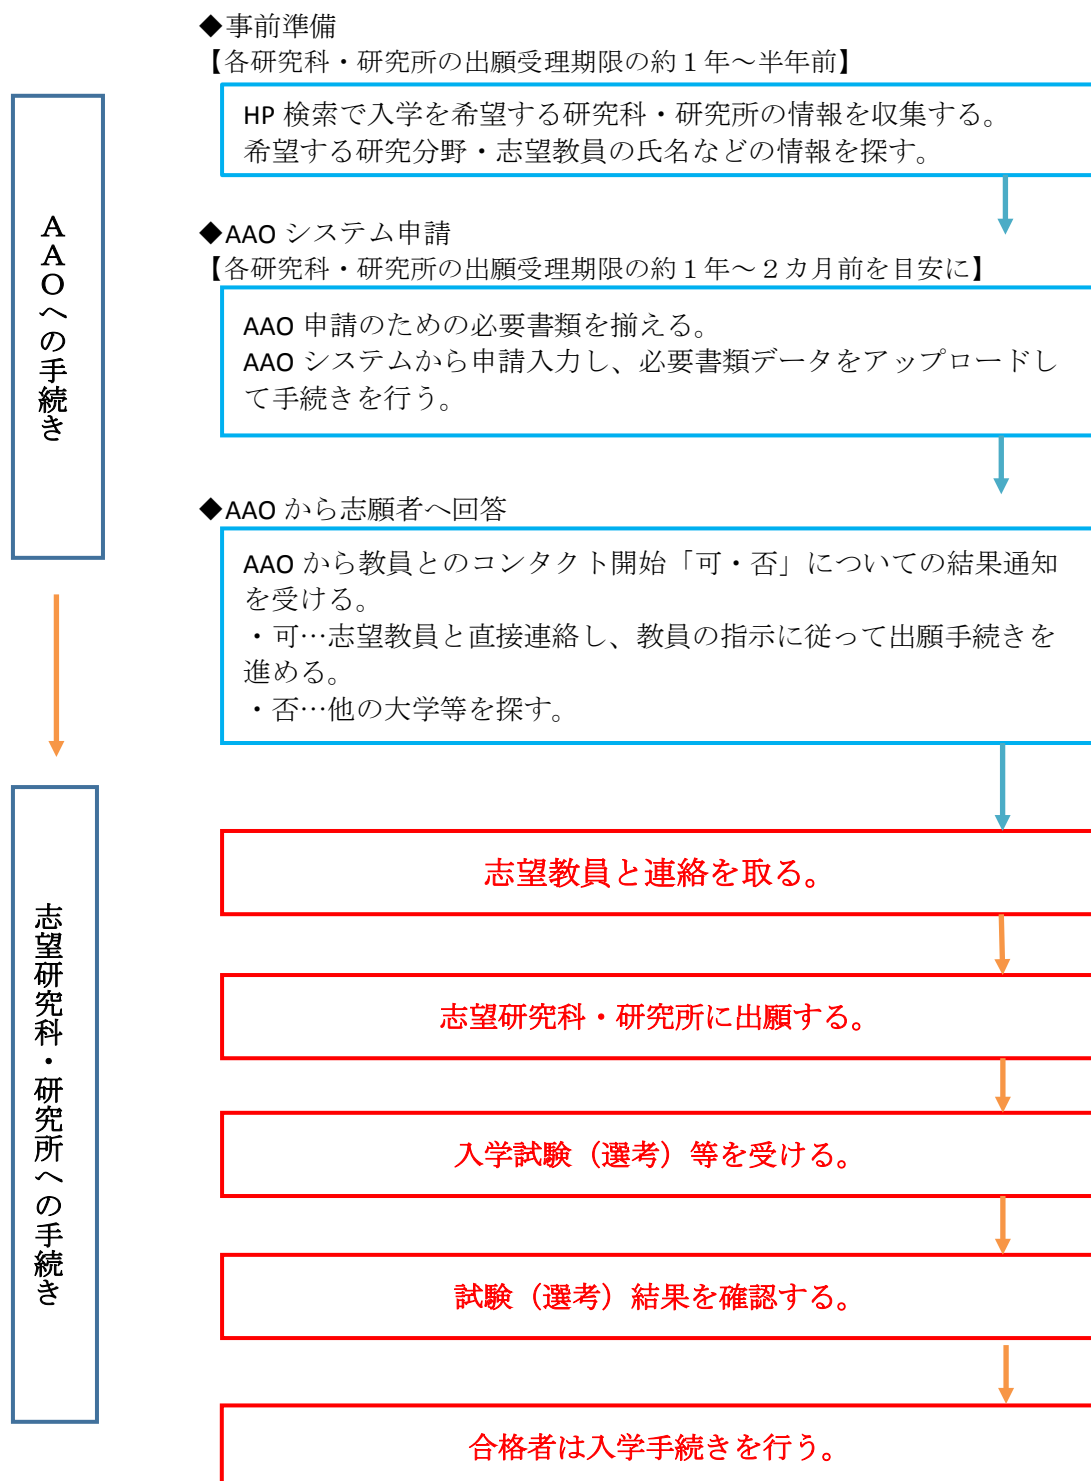 ◆事前準備
【各研究科・研究所の出願受理期限の約１年～半年前】
HP 検索で入学を希望する研究科・研究所の情報を収集する。
希望する研究分野・志望教員の氏名などの情報を探す。
AAOへの手続き
◆AAO システム申請
【各研究科・研究所の出願受理期限の約１年～２カ月前を目安に】
AAO 申請のための必要書類を揃える。
AAO システムから申請入力し、必要書類データをアップロードし
て手続きを行う。
◆AAO から志願者へ回答
AAO から教員とのコンタクト開始「可・否」についての結果通知
を受ける。
・可…志望教員と直接連絡し、教員の指示に従って出願手続きを
進める。
・否…他の大学等を探す。
志望研究科・研究所への手続き
志望教員と連絡を取る。
志望研究科・研究所に出願する。
入学試験（選考）等を受ける。
試験（選考）結果を確認する。
合格者は入学手続きを行う。